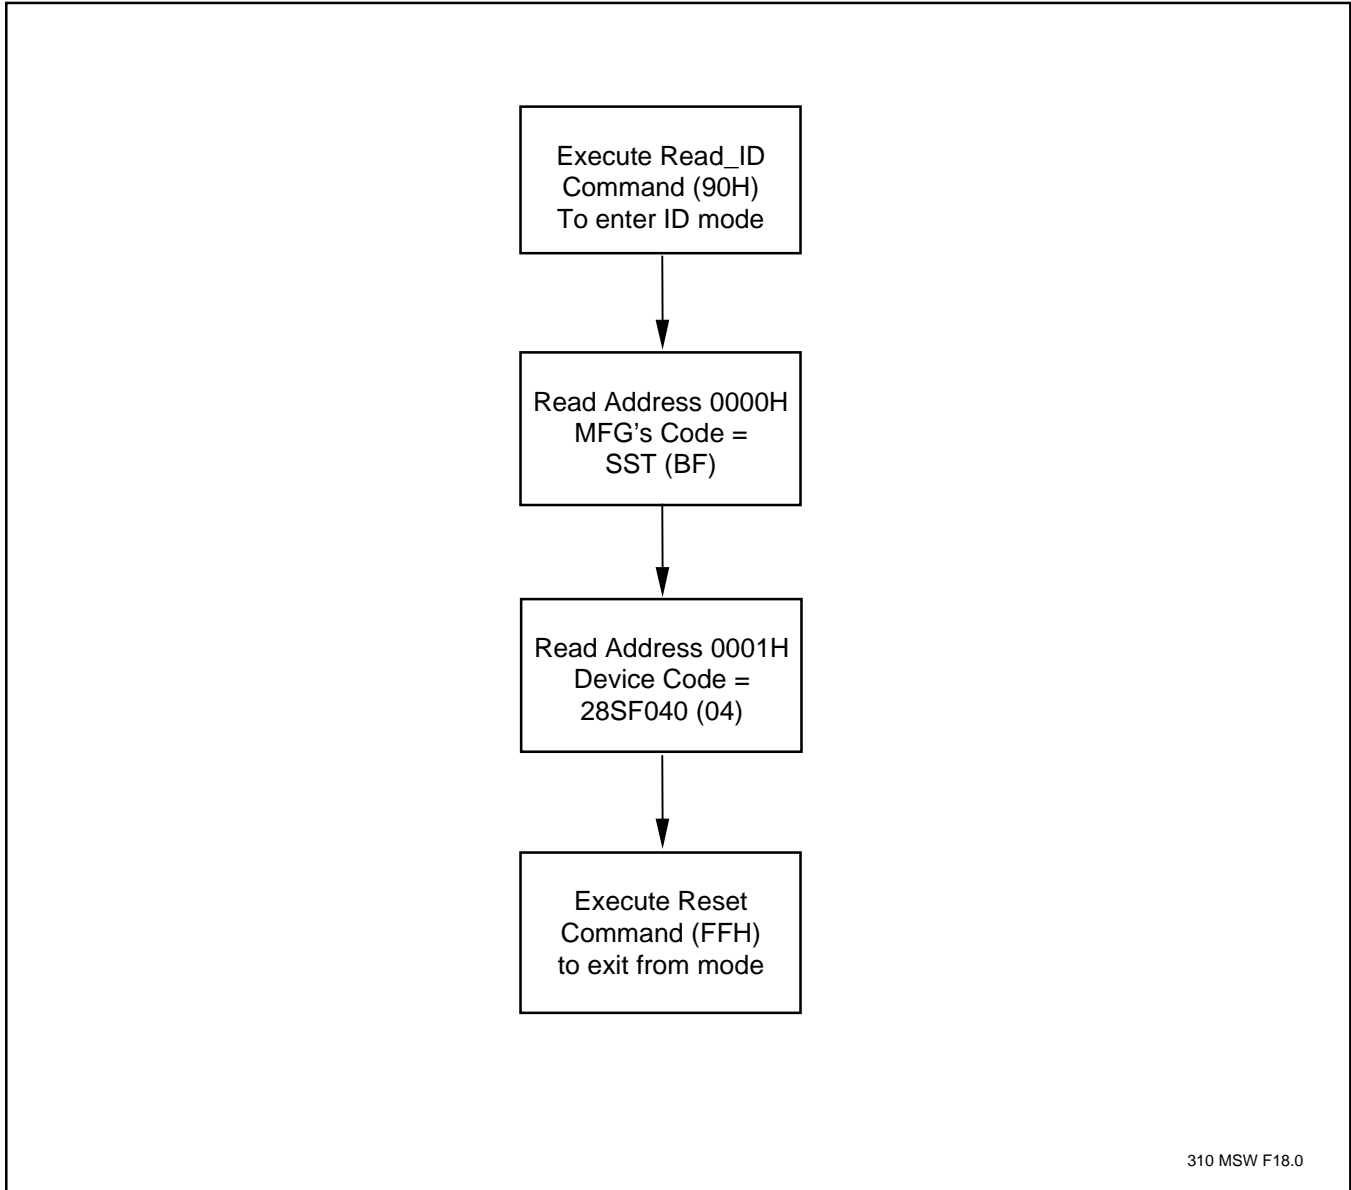 Execute Read_ID
Command (90H)
To enter ID mode
Read Address 0000H
MFG's Code =
SST (BF)
Read Address 0001H
Device Code =
28SF040 (04)
Execute Reset
Command (FFH)
to exit from mode
310 MSW F18.0